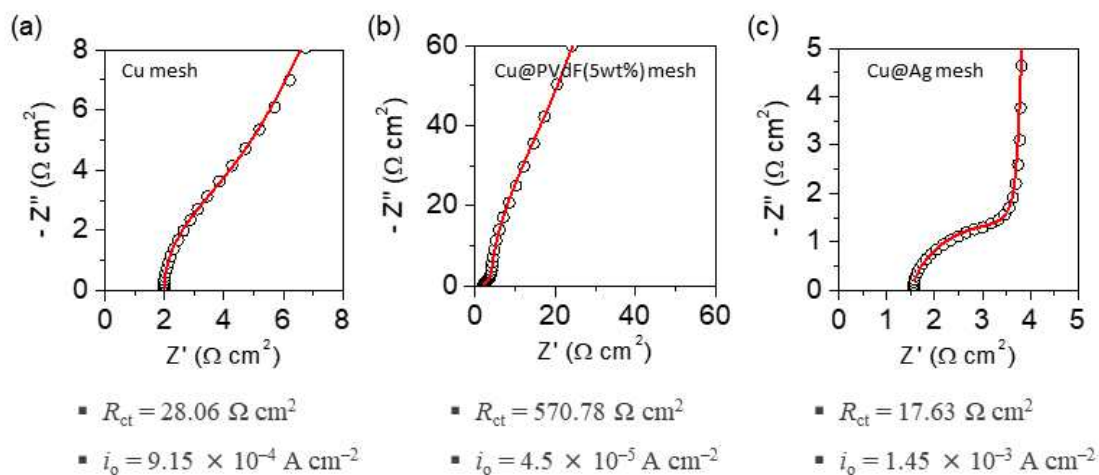 (a)
Cu mesh
8
6
4
2
0
0 2 4 6 8
- Z" (Ω cm²)
Z' (Ω cm²)
▪ Rct = 28.06 Ω cm²
▪ io = 9.15 × 10⁻⁴ A cm⁻²
(b)
Cu@PVdF(5wt%) mesh
60
40
20
0
0 20 40 60
- Z" (Ω cm²)
Z' (Ω cm²)
▪ Rct = 570.78 Ω cm²
▪ io = 4.5 × 10⁻⁵ A cm⁻²
(c)
Cu@Ag mesh
5
4
3
2
1
0
0 1 2 3 4 5
- Z" (Ω cm²)
Z' (Ω cm²)
▪ Rct = 17.63 Ω cm²
▪ io = 1.45 × 10⁻³ A cm⁻²